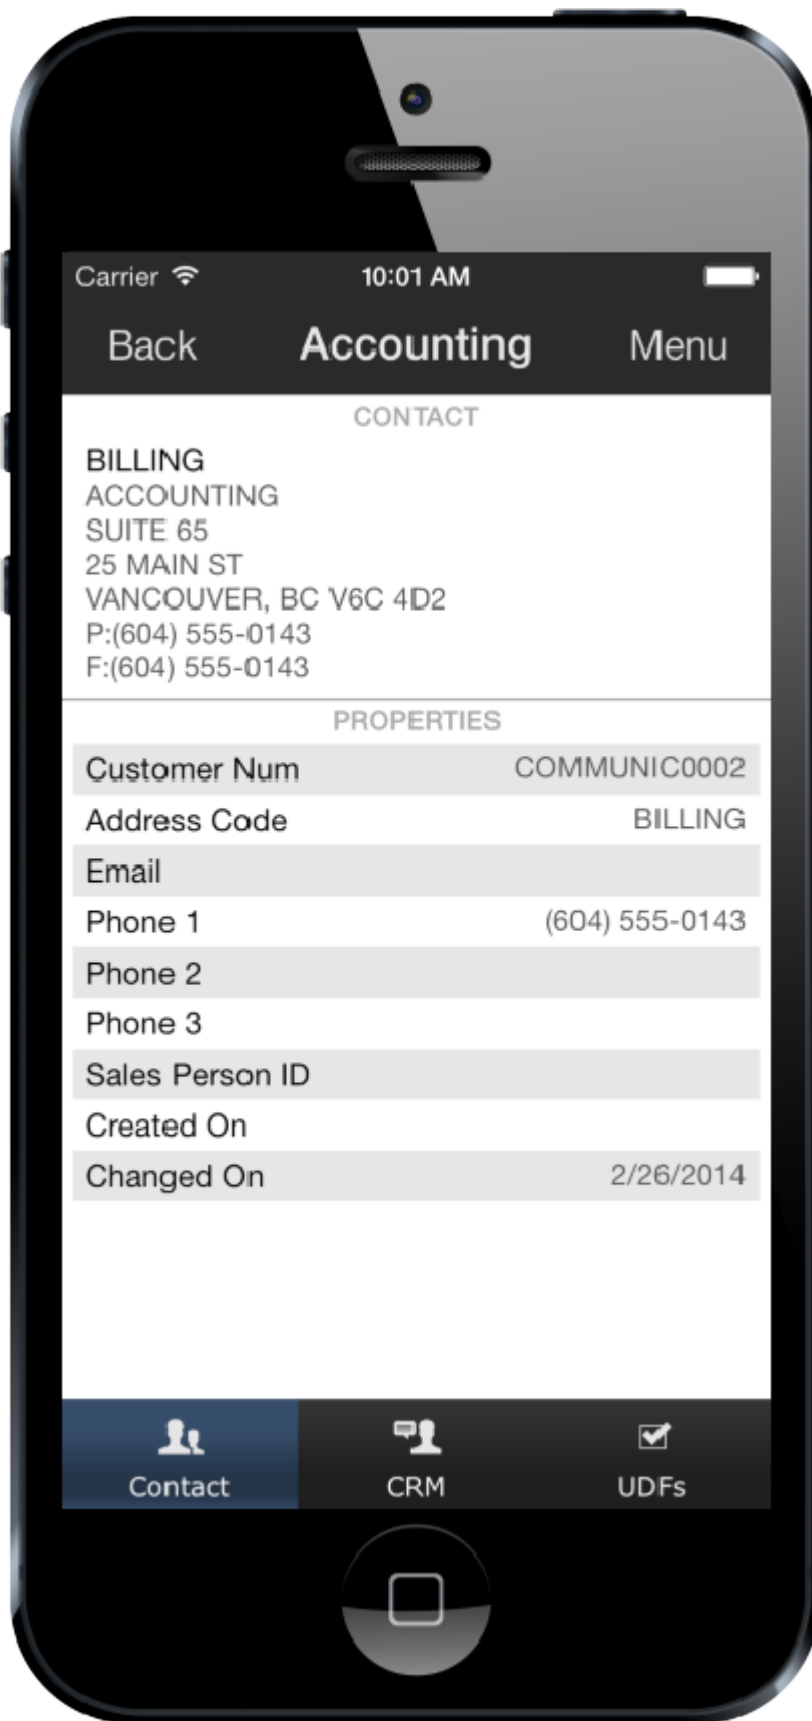 Carrier 10:01 AM
Back Accounting Menu
CONTACT
BILLING
ACCOUNTING
SUITE 65
25 MAIN ST
VANCOUVER, BC V6C 4D2
P:(604) 555-0143
F:(604) 555-0143
PROPERTIES
Customer Num COMMUNIC0002
Address Code BILLING
Email
Phone 1 (604) 555-0143
Phone 2
Phone 3
Sales Person ID
Created On
Changed On 2/26/2014
Contact CRM UDFs